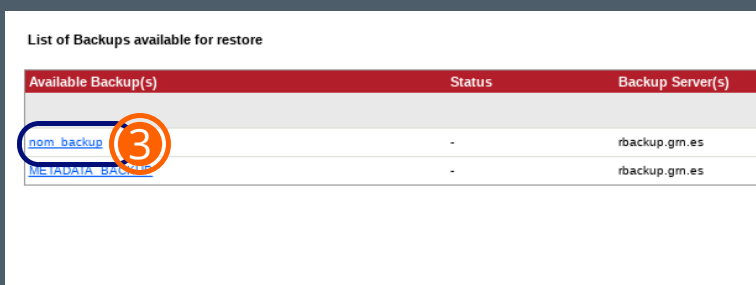 List of Backups available for restore
Available Backup(s) Status Backup Server(s)
nom_backup 3 - rbackup.grn.es
METADATA_BACKUP - rbackup.grn.es